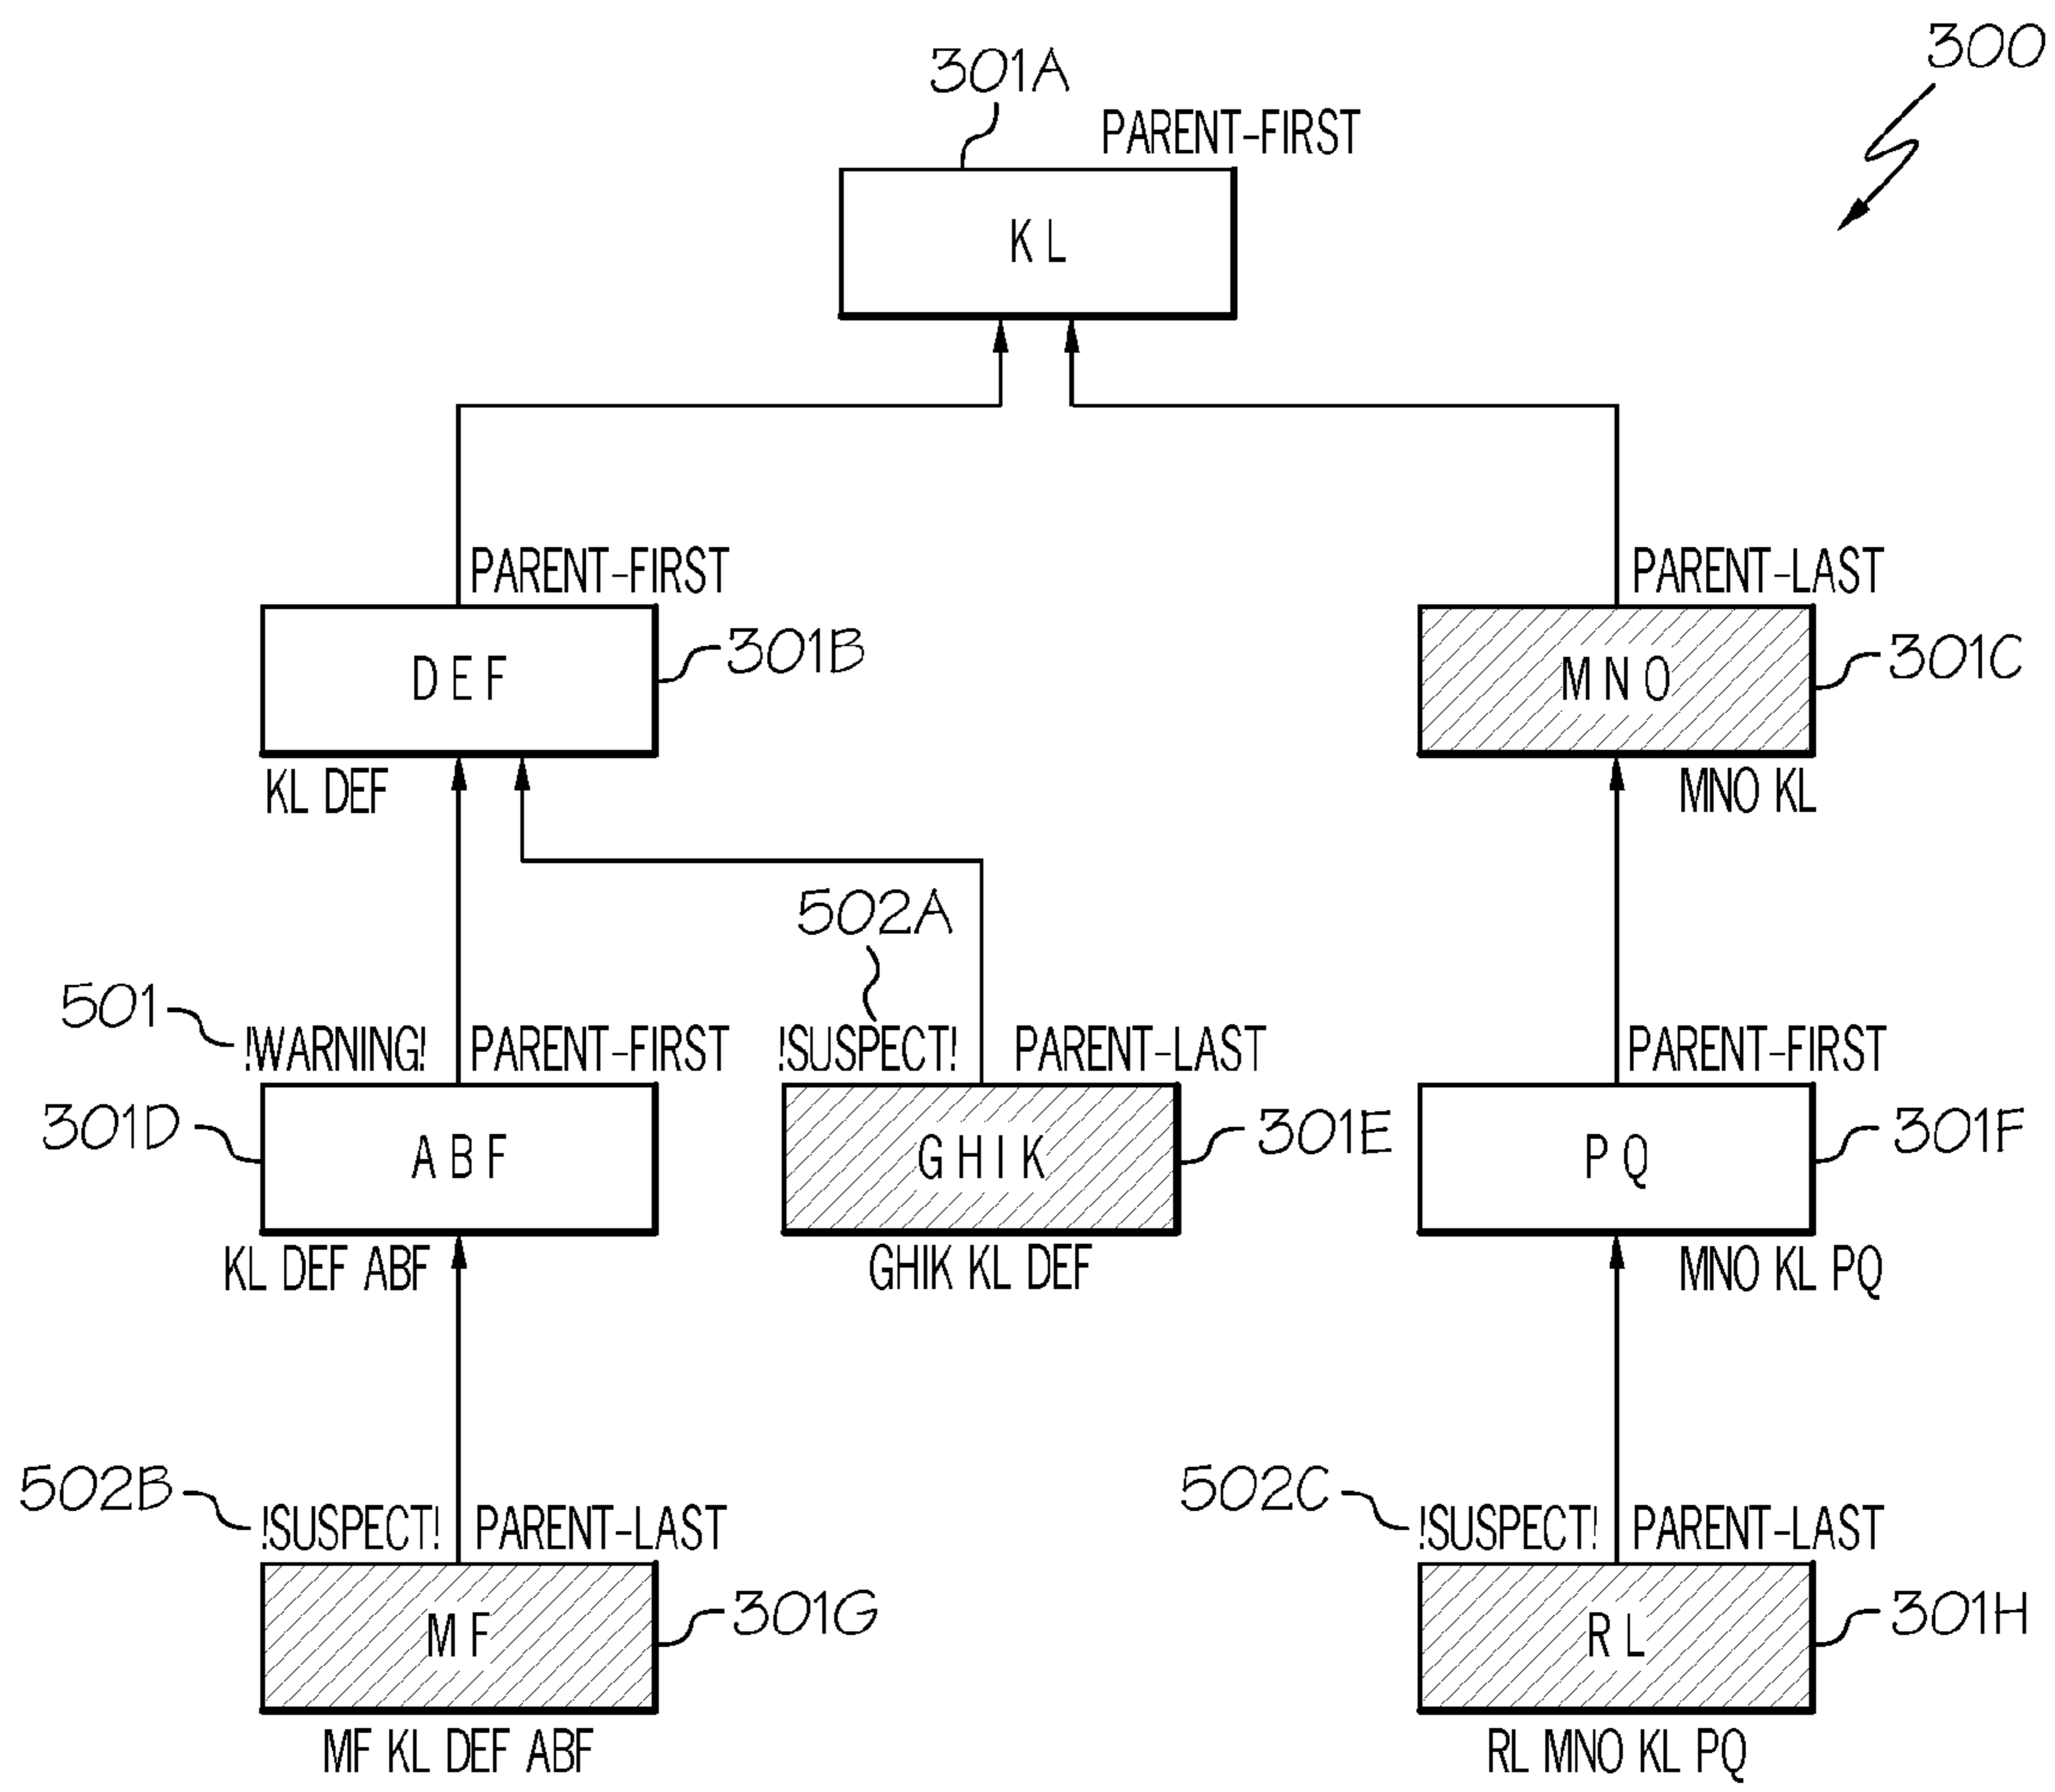 300
301A
PARENT-FIRST
K L
PARENT-FIRST
PARENT-LAST
D E F
301B
M N O
301C
KL DEF
MNO KL
502A
501
!WARNING!
PARENT-FIRST
!SUSPECT!
PARENT-LAST
PARENT-FIRST
301D
A B F
G H I K
301E
P Q
301F
KL DEF ABF
GHIK KL DEF
MNO KL PQ
502B
!SUSPECT!
PARENT-LAST
502C
!SUSPECT!
PARENT-LAST
M F
301G
R L
301H
MF KL DEF ABF
RL MNO KL PQ